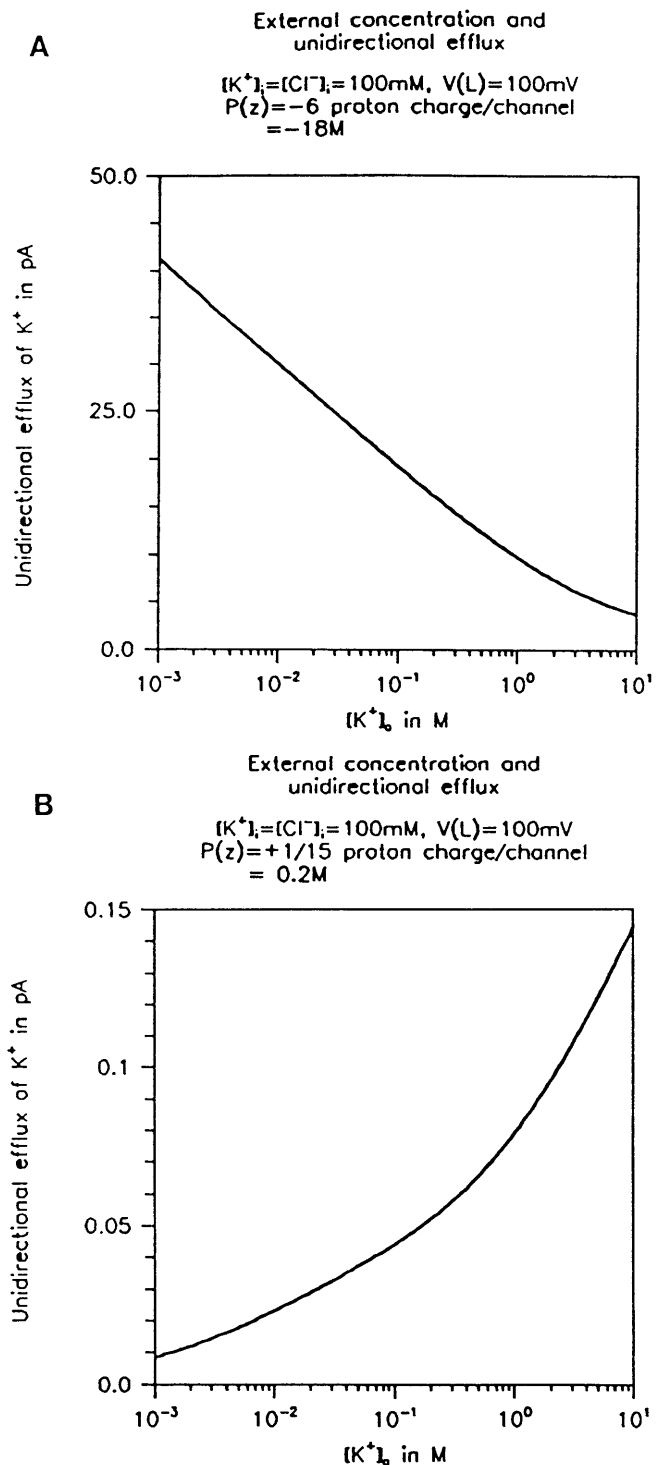 A
External concentration and
unidirectional efflux
[K⁺]ᵢ=[Cl⁻]ᵢ=100mM, V(L)=100mV
P(z)=−6 proton charge/channel
=−18M
Unidirectional efflux of K⁺ in pA
50.0
25.0
0.0
10⁻³ 10⁻² 10⁻¹ 10⁰ 10¹
[K⁺]ₒ in M
B
External concentration and
unidirectional efflux
[K⁺]ᵢ=[Cl⁻]ᵢ=100mM, V(L)=100mV
P(z)=+1/15 proton charge/channel
= 0.2M
Unidirectional efflux of K⁺ in pA
0.15
0.1
0.05
0.0
10⁻³ 10⁻² 10⁻¹ 10⁰ 10¹
[K⁺]ₒ in M